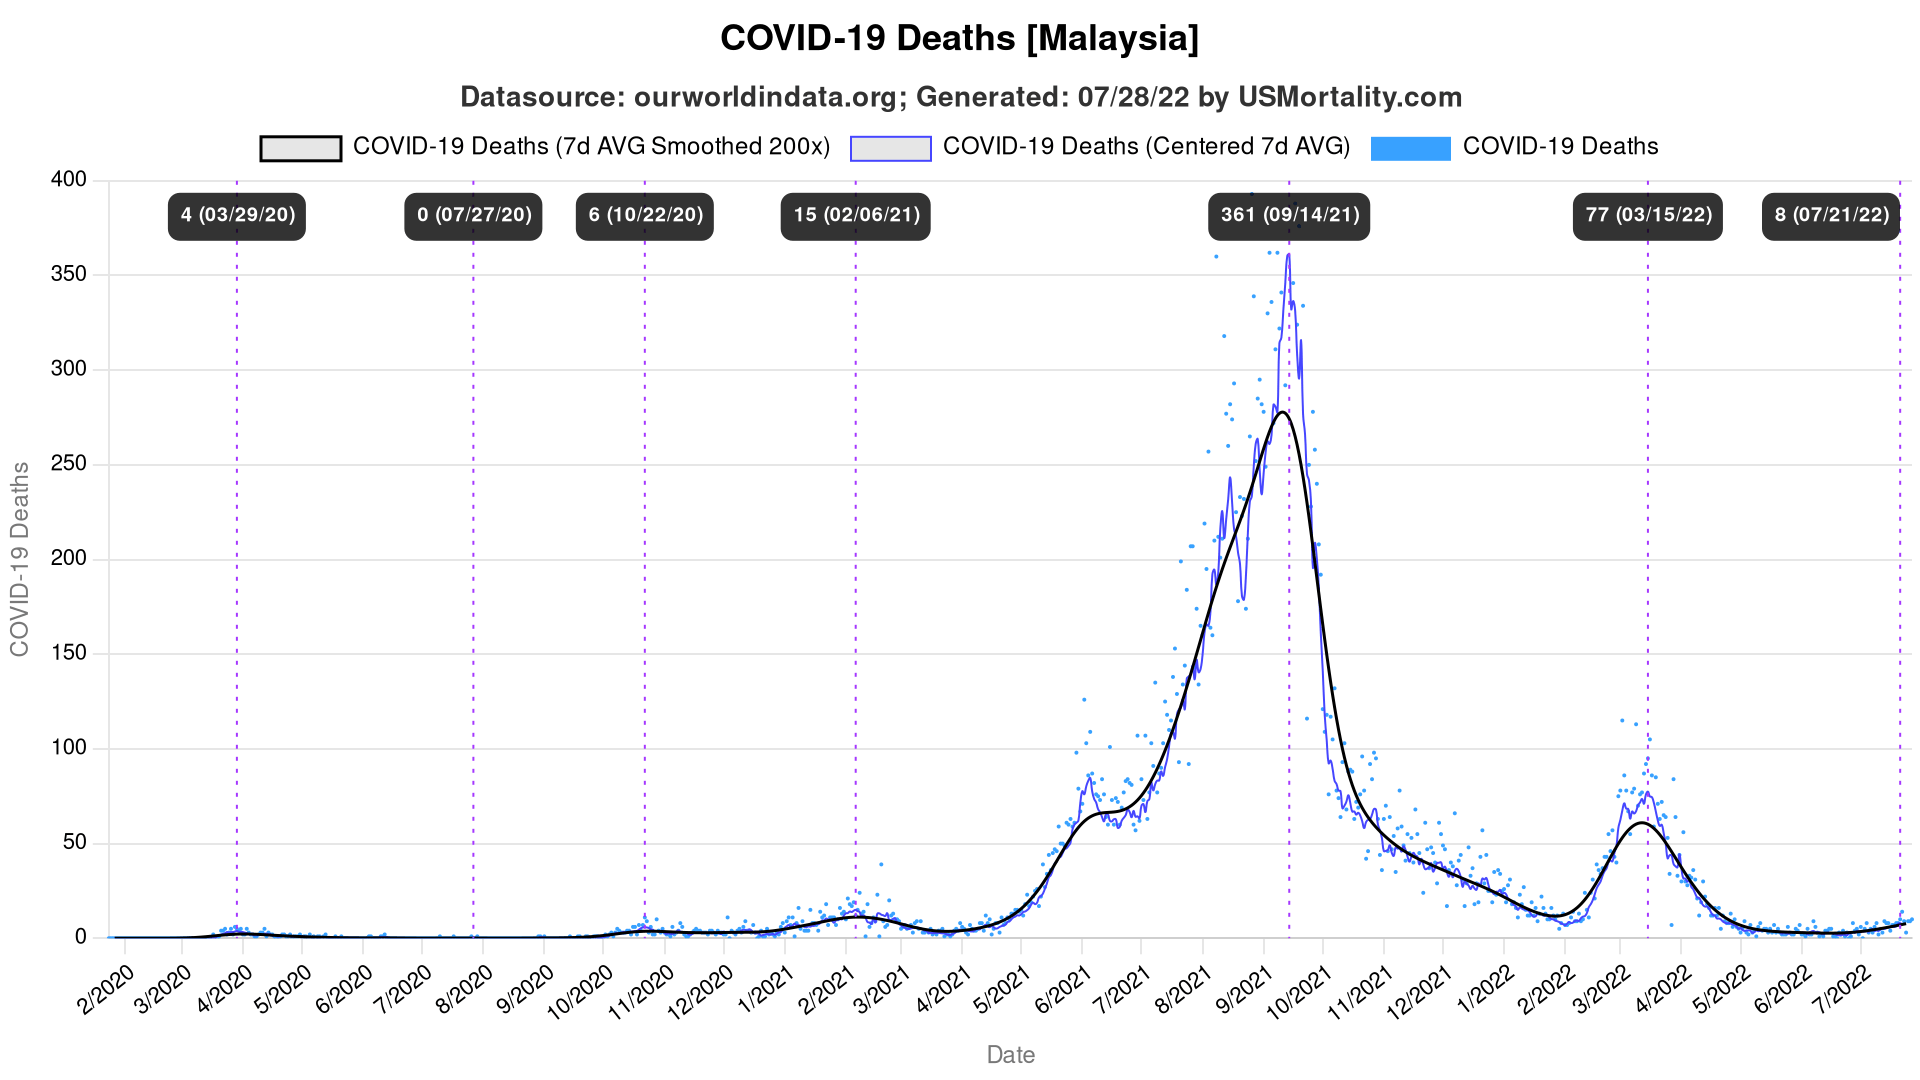 COVID-19 Deaths [Malaysia]
Datasource: ourworldindata.org; Generated: 07/28/22 by USMortality.com
COVID-19 Deaths (7d AVG Smoothed 200x) COVID-19 Deaths (Centered 7d AVG) COVID-19 Deaths
4 (03/29/20) 0 (07/27/20) 6 (10/22/20) 15 (02/06/21) 361 (09/14/21) 77 (03/15/22) 8 (07/21/22)
400
350
300
250
200
150
100
50
0
COVID-19 Deaths
2/2020 3/2020 4/2020 5/2020 6/2020 7/2020 8/2020 9/2020 10/2020 11/2020 12/2020 1/2021 2/2021 3/2021 4/2021 5/2021 6/2021 7/2021 8/2021 9/2021 10/2021 11/2021 12/2021 1/2022 2/2022 3/2022 4/2022 5/2022 6/2022 7/2022
Date